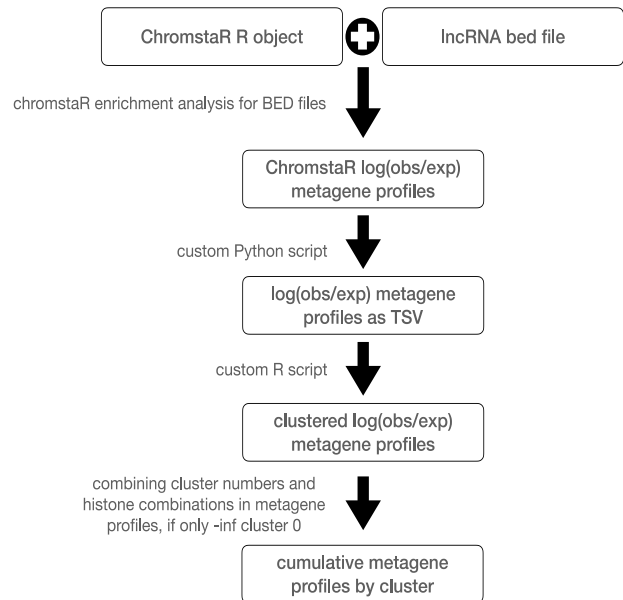 ChromstaR R object
lncRNA bed file
chromstaR enrichment analysis for BED files
ChromstaR log(obs/exp)
metagene profiles
custom Python script
log(obs/exp) metagene
profiles as TSV
custom R script
clustered log(obs/exp)
metagene profiles
combining cluster numbers and
histone combinations in metagene
profiles, if only -inf cluster 0
cumulative metagene
profiles by cluster